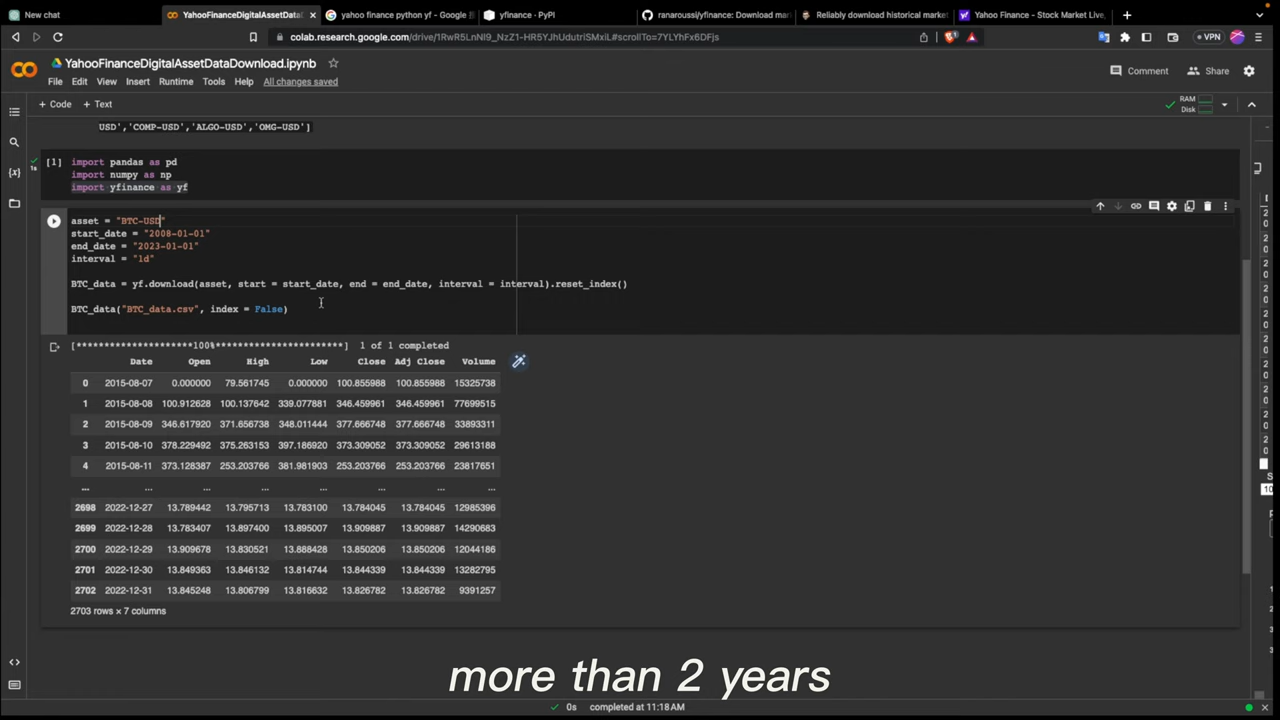 New chat
YahooFinanceDigitalAssetData
yahoo finance python yf - Google
yfinance · PyPI
ranaroussi/yfinance: Download mar
Reliably download historical market
Yahoo Finance - Stock Market Live,
colab.research.google.com/drive/1RwR5LnNI9_NzZ1-HR5YJhUdutriSMxiL#scrollTo=7YLYhFx6DFjs
VPN
YahooFinanceDigitalAssetDataDownload.ipynb
File Edit View Insert Runtime Tools Help All changes saved
Comment
Share
+ Code + Text
RAM
Disk
USD','COMP-USD','ALGO-USD','OMG-USD']
[1] import pandas as pd
1s
import numpy as np
import yfinance as yf
asset = "BTC-USD"
start_date = "2008-01-01"
end_date = "2023-01-01"
interval = "1d"
BTC_data = yf.download(asset, start = start_date, end = end_date, interval = interval).reset_index()
BTC_data("BTC_data.csv", index = False)
[*********************100%***********************] 1 of 1 completed
Date Open High Low Close Adj Close Volume
0 2015-08-07 0.000000 79.561745 0.000000 100.855988 100.855988 15325738
1 2015-08-08 100.912628 100.137642 339.077881 346.459961 346.459961 77699515
2 2015-08-09 346.617920 371.656738 348.011444 377.666748 377.666748 33893311
3 2015-08-10 378.229492 375.263153 397.186920 373.309052 373.309052 29613188
4 2015-08-11 373.128387 253.203766 381.981903 253.203766 253.203766 23817651
... ... ... ... ... ... ... ...
2698 2022-12-27 13.789442 13.795713 13.783100 13.784045 13.784045 12985396
2699 2022-12-28 13.783407 13.897400 13.895007 13.909887 13.909887 14290683
2700 2022-12-29 13.909678 13.830521 13.888428 13.850206 13.850206 12044186
2701 2022-12-30 13.849363 13.846132 13.814744 13.844339 13.844339 13282795
2702 2022-12-31 13.845248 13.806799 13.816632 13.826782 13.826782 9391257
2703 rows × 7 columns
more than 2 years
0s completed at 11:18AM